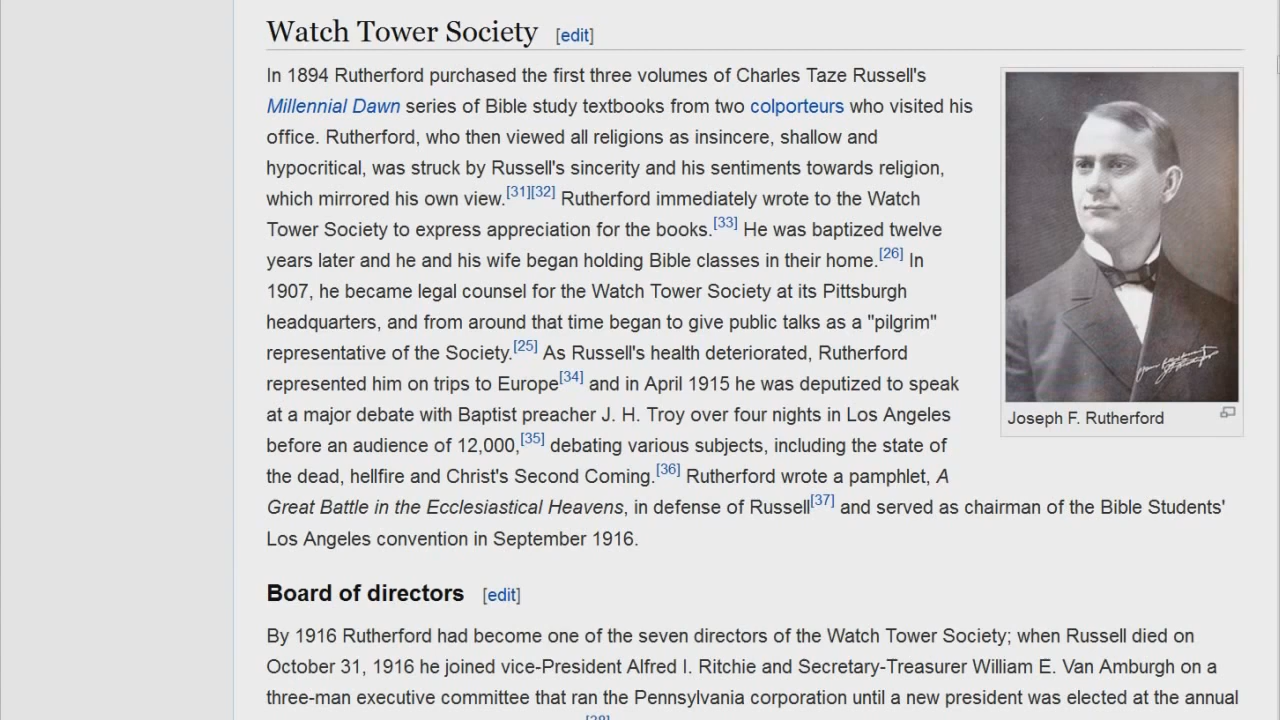 Watch Tower Society [edit]
In 1894 Rutherford purchased the first three volumes of Charles Taze Russell's
Millennial Dawn series of Bible study textbooks from two colporteurs who visited his
office. Rutherford, who then viewed all religions as insincere, shallow and
hypocritical, was struck by Russell's sincerity and his sentiments towards religion,
which mirrored his own view.[31][32] Rutherford immediately wrote to the Watch
Tower Society to express appreciation for the books.[33] He was baptized twelve
years later and he and his wife began holding Bible classes in their home.[26] In
1907, he became legal counsel for the Watch Tower Society at its Pittsburgh
headquarters, and from around that time began to give public talks as a "pilgrim"
representative of the Society.[25] As Russell's health deteriorated, Rutherford
represented him on trips to Europe[34] and in April 1915 he was deputized to speak
at a major debate with Baptist preacher J. H. Troy over four nights in Los Angeles
before an audience of 12,000,[35] debating various subjects, including the state of
the dead, hellfire and Christ's Second Coming.[36] Rutherford wrote a pamphlet, A
Great Battle in the Ecclesiastical Heavens, in defense of Russell[37] and served as chairman of the Bible Students'
Los Angeles convention in September 1916.
Joseph F. Rutherford
Board of directors [edit]
By 1916 Rutherford had become one of the seven directors of the Watch Tower Society; when Russell died on
October 31, 1916 he joined vice-President Alfred I. Ritchie and Secretary-Treasurer William E. Van Amburgh on a
three-man executive committee that ran the Pennsylvania corporation until a new president was elected at the annual